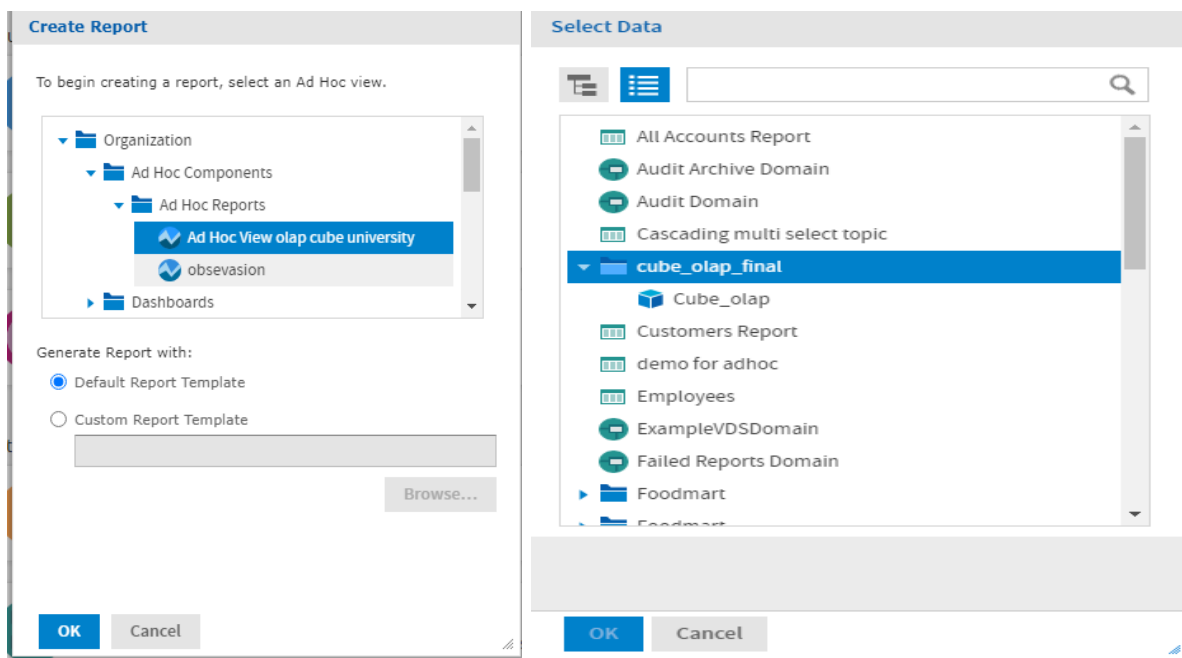 Create Report
To begin creating a report, select an Ad Hoc view.
Organization
Ad Hoc Components
Ad Hoc Reports
Ad Hoc View olap cube university
obsevasion
Dashboards
Generate Report with:
Default Report Template
Custom Report Template
Browse...
OK
Cancel
Select Data
All Accounts Report
Audit Archive Domain
Audit Domain
Cascading multi select topic
cube_olap_final
Cube_olap
Customers Report
demo for adhoc
Employees
ExampleVDSDomain
Failed Reports Domain
Foodmart
Foodmart
OK
Cancel